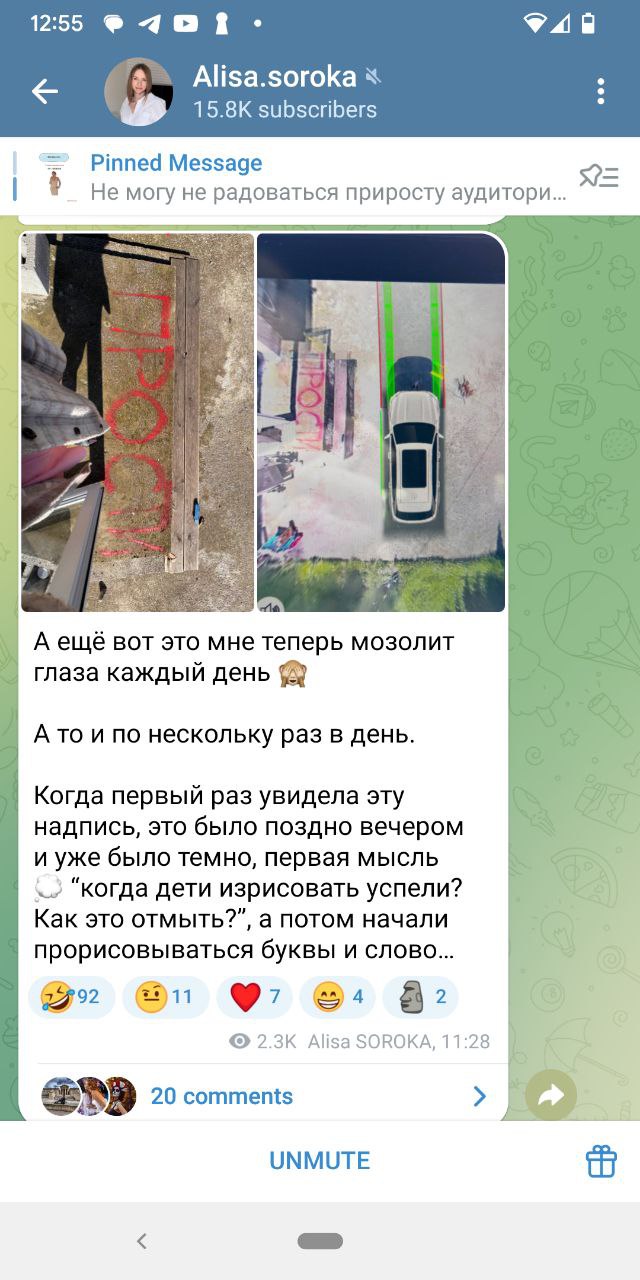 12:55
Alisa.soroka
15.8K subscribers
Pinned Message
Не могу не радоваться приросту аудитори...
ПРОСТИ
ПРОСТИ
А ещё вот это мне теперь мозолит
глаза каждый день 🙈
А то и по нескольку раз в день.
Когда первый раз увидела эту
надпись, это было поздно вечером
и уже было темно, первая мысль
💭 “когда дети изрисовать успели?
Как это отмыть?”, а потом начали
прорисовываться буквы и слово...
🤣 92 🤨 11 ❤️ 7 😁 4 🗿 2
2.3K Alisa SOROKA, 11:28
20 comments
UNMUTE